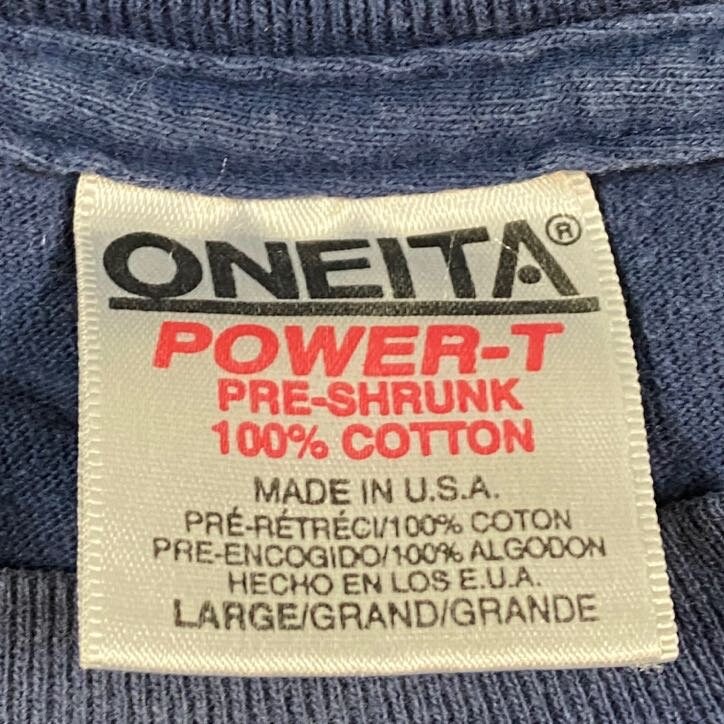 ONEITA®
POWER-T
PRE-SHRUNK
100% COTTON
MADE IN U.S.A.
PRÉ-RÉTRÉCI/100% COTON
PRE-ENCOGIDO/100% ALGODON
HECHO EN LOS E.U.A.
LARGE/GRAND/GRANDE